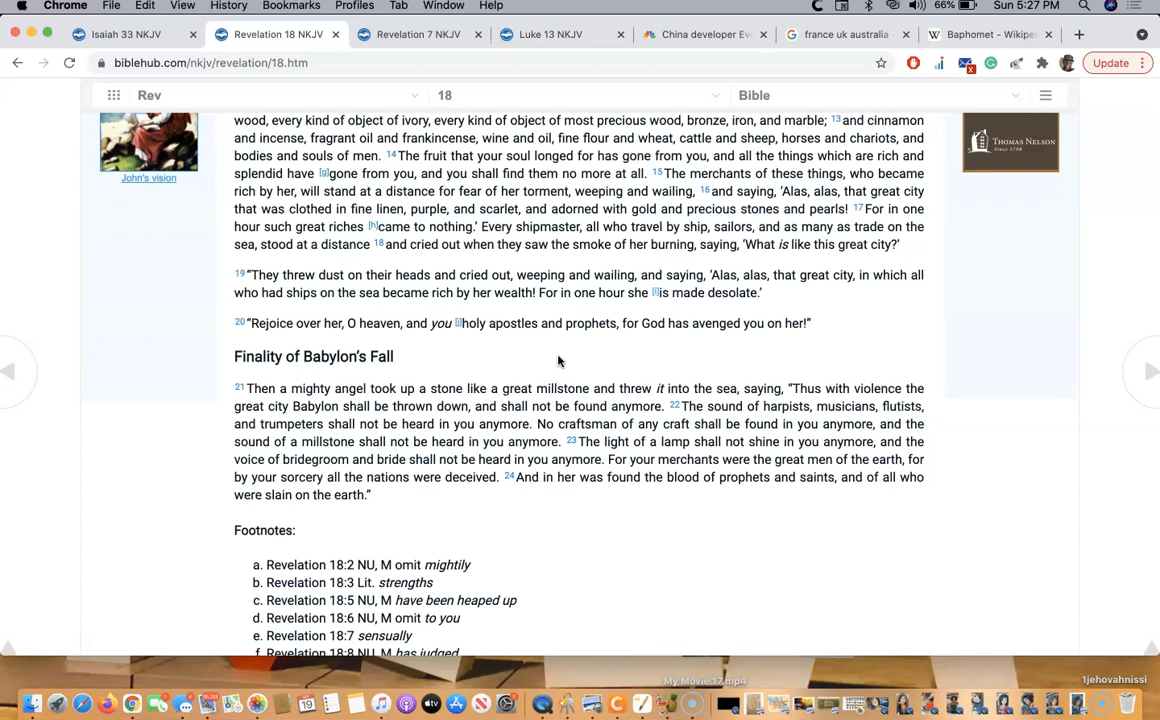 Chrome File Edit View History Bookmarks Profiles Tab Window Help 66% Sun 5:27 PM
Isaiah 33 NKJV Revelation 18 NKJV Revelation 7 NKJV Luke 13 NKJV China developer Eve france uk australia - Baphomet - Wikipe
biblehub.com/nkjv/revelation/18.htm Update
Rev 18 Bible
wood, every kind of object of ivory, every kind of object of most precious wood, bronze, iron, and marble; 13 and cinnamon
and incense, fragrant oil and frankincense, wine and oil, fine flour and wheat, cattle and sheep, horses and chariots, and
bodies and souls of men. 14 The fruit that your soul longed for has gone from you, and all the things which are rich and
splendid have [g]gone from you, and you shall find them no more at all. 15 The merchants of these things, who became
rich by her, will stand at a distance for fear of her torment, weeping and wailing, 16 and saying, ‘Alas, alas, that great city
that was clothed in fine linen, purple, and scarlet, and adorned with gold and precious stones and pearls! 17 For in one
hour such great riches [h]came to nothing.’ Every shipmaster, all who travel by ship, sailors, and as many as trade on the
sea, stood at a distance 18 and cried out when they saw the smoke of her burning, saying, ‘What is like this great city?’
John's vision
THOMAS NELSON
Since 1798
19 “They threw dust on their heads and cried out, weeping and wailing, and saying, ‘Alas, alas, that great city, in which all
who had ships on the sea became rich by her wealth! For in one hour she [i]is made desolate.’
20 “Rejoice over her, O heaven, and you [j]holy apostles and prophets, for God has avenged you on her!”
Finality of Babylon’s Fall
21 Then a mighty angel took up a stone like a great millstone and threw it into the sea, saying, “Thus with violence the
great city Babylon shall be thrown down, and shall not be found anymore. 22 The sound of harpists, musicians, flutists,
and trumpeters shall not be heard in you anymore. No craftsman of any craft shall be found in you anymore, and the
sound of a millstone shall not be heard in you anymore. 23 The light of a lamp shall not shine in you anymore, and the
voice of bridegroom and bride shall not be heard in you anymore. For your merchants were the great men of the earth, for
by your sorcery all the nations were deceived. 24 And in her was found the blood of prophets and saints, and of all who
were slain on the earth.”
Footnotes:
a. Revelation 18:2 NU, M omit mightily
b. Revelation 18:3 Lit. strengths
c. Revelation 18:5 NU, M have been heaped up
d. Revelation 18:6 NU, M omit to you
e. Revelation 18:7 sensually
f. Revelation 18:8 NU, M has judged
My Movie 17.mp4
1jehovahnissi
19